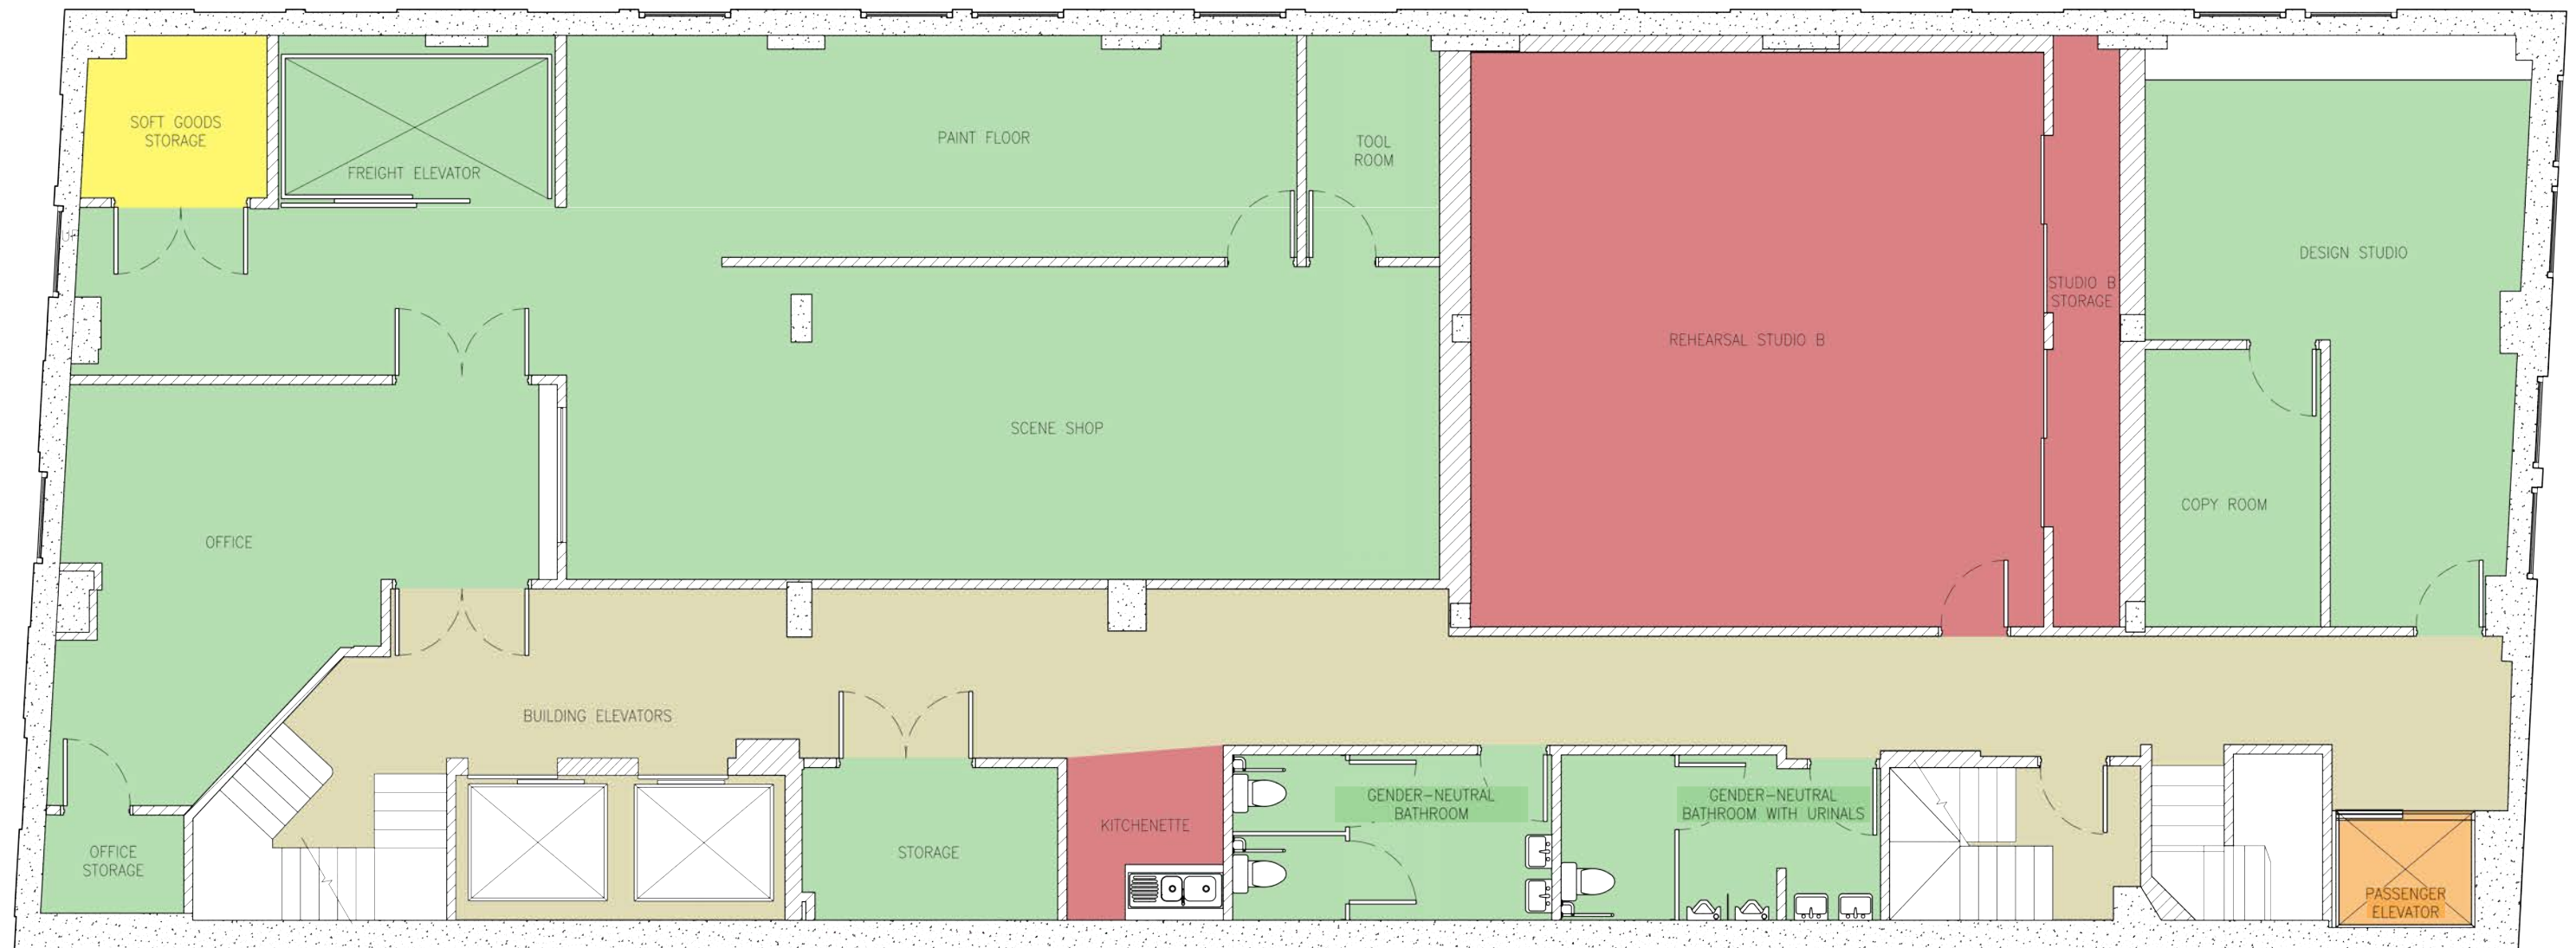 SOFT GOODS
STORAGE
FREIGHT ELEVATOR
PAINT FLOOR
TOOL
ROOM
UP
DESIGN STUDIO
STUDIO B
STORAGE
REHEARSAL STUDIO B
SCENE SHOP
COPY ROOM
OFFICE
BUILDING ELEVATORS
GENDER-NEUTRAL
BATHROOM
GENDER-NEUTRAL
BATHROOM WITH URINALS
KITCHENETTE
STORAGE
OFFICE
STORAGE
PASSENGER
ELEVATOR